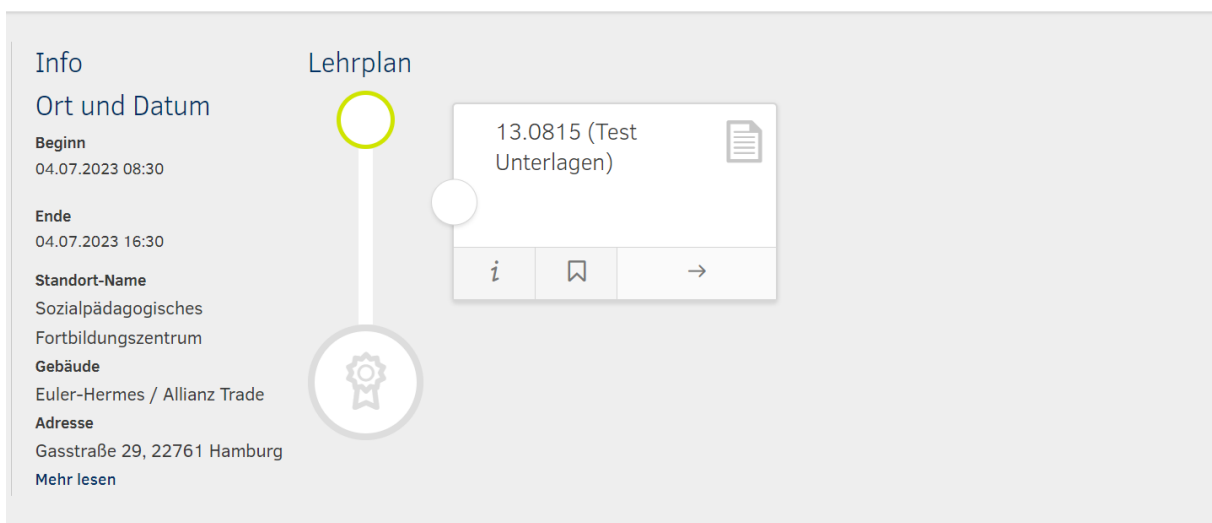 Info
Ort und Datum
Beginn
04.07.2023 08:30
Ende
04.07.2023 16:30
Standort-Name
Sozialpädagogisches
Fortbildungszentrum
Gebäude
Euler-Hermes / Allianz Trade
Adresse
Gasstraße 29, 22761 Hamburg
Mehr lesen
Lehrplan
13.0815 (Test
Unterlagen)
i